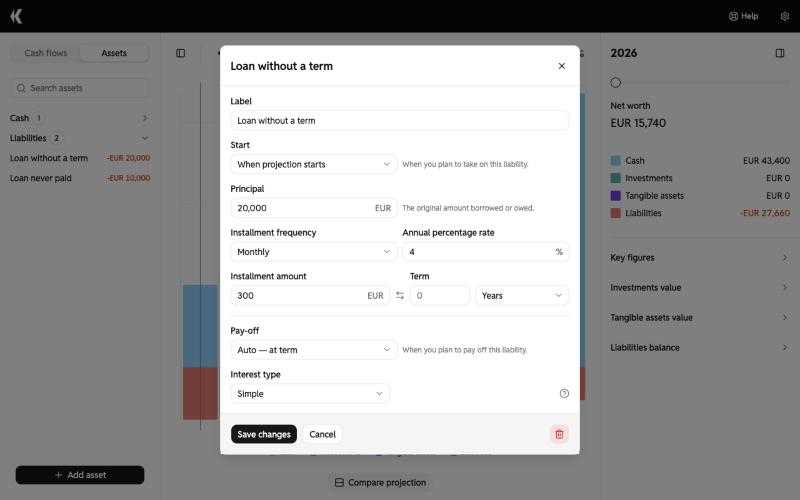 Help
Cash flows
Assets
Search assets
Cash 1
Liabilities 2
Loan without a term -EUR 20,000
Loan never paid -EUR 10,000
Add asset
Loan without a term
Label
Loan without a term
Start
When projection starts
When you plan to take on this liability.
Principal
20,000 EUR
The original amount borrowed or owed.
Installment frequency
Annual percentage rate
Monthly
4 %
Installment amount
Term
300 EUR
0
Years
Pay-off
Auto — at term
When you plan to pay off this liability.
Interest type
Simple
Save changes
Cancel
Compare projection
2026
Net worth
EUR 15,740
Cash EUR 43,400
Investments EUR 0
Tangible assets EUR 0
Liabilities -EUR 27,660
Key figures
Investments value
Tangible assets value
Liabilities balance